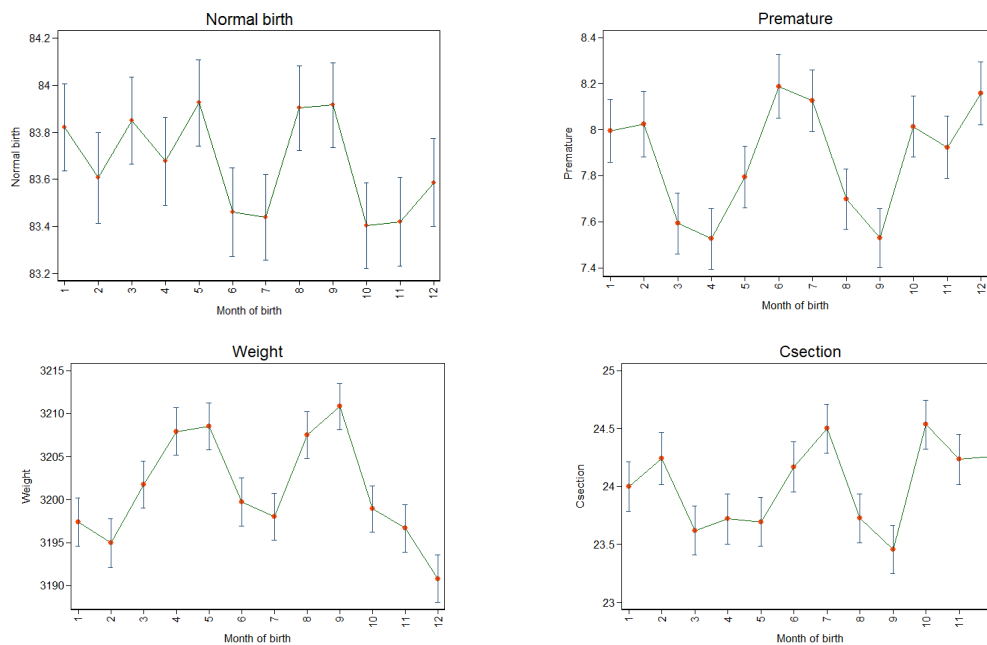 Normal birth
84.2
84
83.8
83.6
83.4
83.2
Normal birth
1 2 3 4 5 6 7 8 9 10 11 12
Month of birth
Premature
8.4
8.2
8
7.8
7.6
7.4
Premature
1 2 3 4 5 6 7 8 9 10 11 12
Month of birth
Weight
3215
3210
3205
3200
3195
3190
Weight
1 2 3 4 5 6 7 8 9 10 11 12
Month of birth
Csection
25
24.5
24
23.5
23
Csection
1 2 3 4 5 6 7 8 9 10 11 12
Month of birth